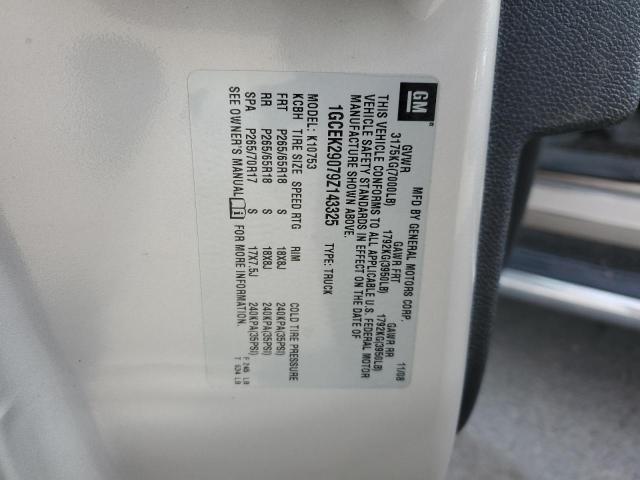 GM
MFD BY GENERAL MOTORS CORP. 11/08
GVWR GAWR FRT GAWR RR
3175KG(7000LB) 1792KG(3950LB) 1792KG(3950LB)
THIS VEHICLE CONFORMS TO ALL APPLICABLE U.S. FEDERAL MOTOR
VEHICLE SAFETY STANDARDS IN EFFECT ON THE DATE OF
MANUFACTURE SHOWN ABOVE.
1GCEK29079Z143325 TYPE: TRUCK
MODEL: K10753
KCBH TIRE SIZE SPEED RTG RIM COLD TIRE PRESSURE
FRT P265/65R18 S 18X8J 240KPA(35PSI)
RR P265/65R18 S 18X8J 240KPA(35PSI)
SPA P265/70R17 S 17X7.5J 240KPA(35PSI)
SEE OWNER'S MANUAL FOR MORE INFORMATION.
F 245 LB
T 534 LB